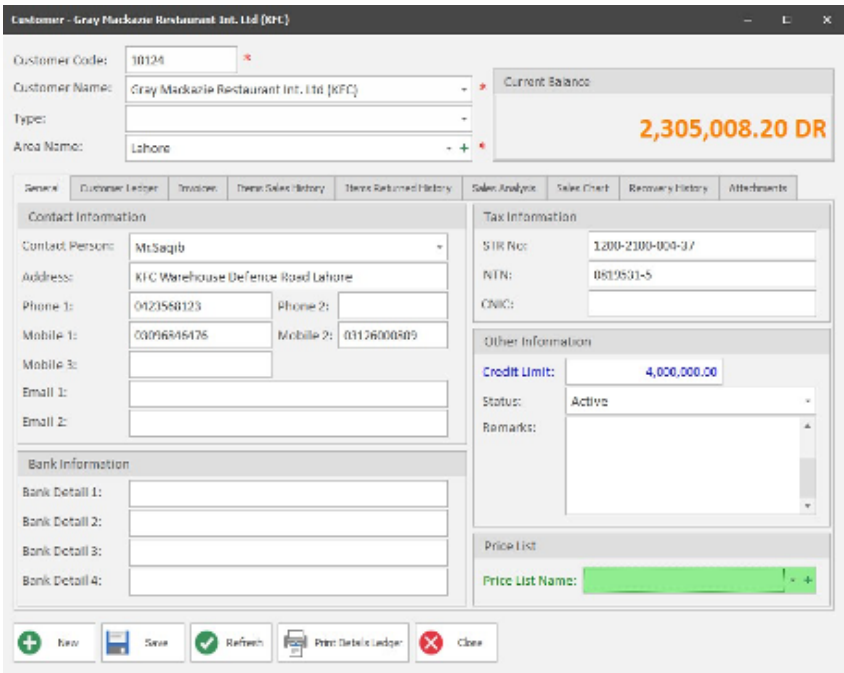 Customer - Gray Mackazie Restaurant Int. Ltd (KFC)
Customer Code: 10124 *
Customer Name: Gray Mackazie Restaurant Int. Ltd (KFC) *
Type:
Area Name: Lahore + *
Current Balance
2,305,008.20 DR
General Customer Ledger Invoices Items Sales History Items Returned History Sales Analysis Sales Chart Recovery History Attachments
Contact Information
Contact Person: Mr.Saqib
Address: KFC Warehouse Defence Road Lahore
Phone 1: 0423568123 Phone 2:
Mobile 1: 03096846476 Mobile 2: 03126000809
Mobile 3:
Email 1:
Email 2:
Bank Information
Bank Detail 1:
Bank Detail 2:
Bank Detail 3:
Bank Detail 4:
Tax Information
STR No: 1200-2100-004-37
NTN: 0819531-5
CNIC:
Other Information
Credit Limit: 4,000,000.00
Status: Active
Remarks:
Price List
Price List Name: +
New Save Refresh Print Details Ledger Close